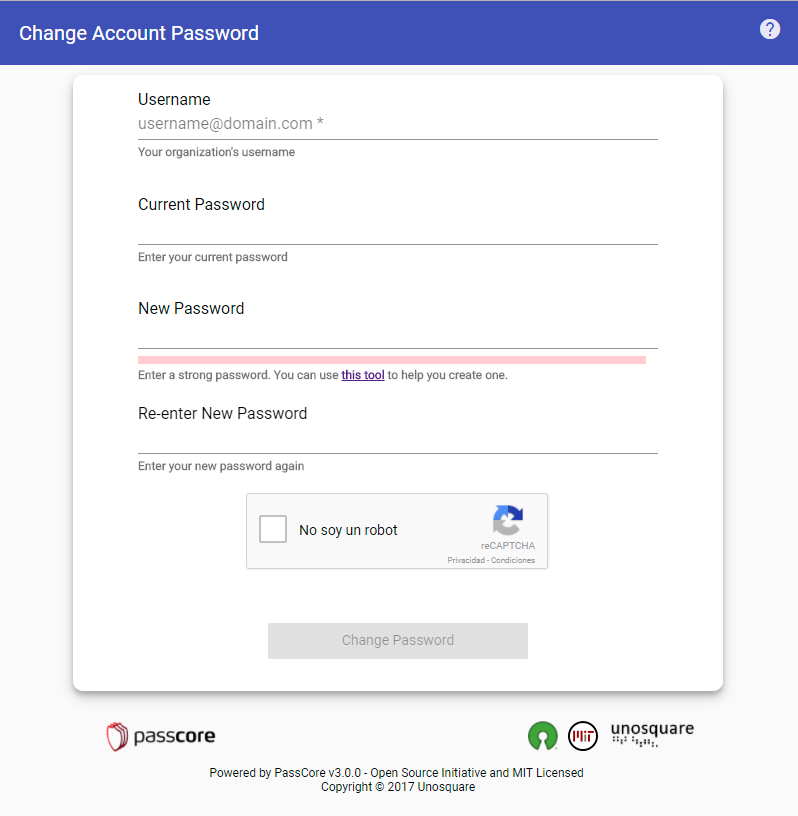 Change Account Password
?
Username
username@domain.com *
Your organization's username
Current Password
Enter your current password
New Password
Enter a strong password. You can use this tool to help you create one.
Re-enter New Password
Enter your new password again
No soy un robot
reCAPTCHA
Privacidad - Condiciones
Change Password
passcore
MIT
unosquare
Powered by PassCore v3.0.0 - Open Source Initiative and MIT Licensed
Copyright © 2017 Unosquare